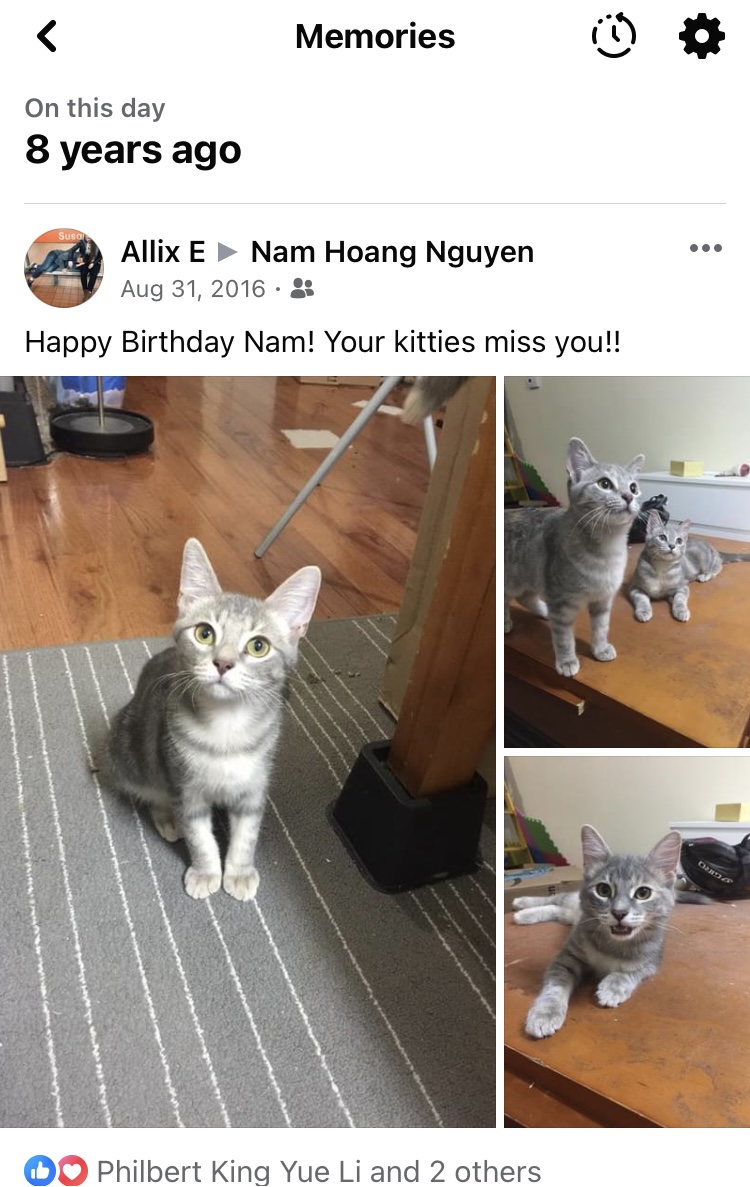 Memories
On this day
8 years ago
Allix E ▶ Nam Hoang Nguyen
Aug 31, 2016 ·
Happy Birthday Nam! Your kitties miss you!!
GIRO
Philbert King Yue Li and 2 others